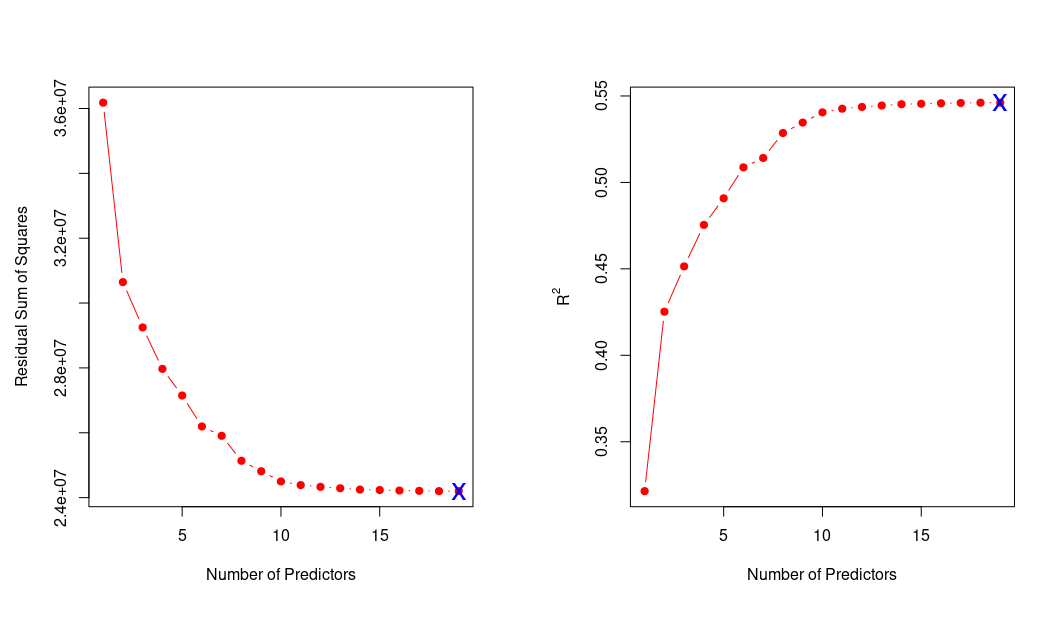 Residual Sum of Squares
3.6e+07
3.2e+07
2.8e+07
2.4e+07
X
5 10 15
Number of Predictors
R²
0.55
0.50
0.45
0.40
0.35
X
5 10 15
Number of Predictors